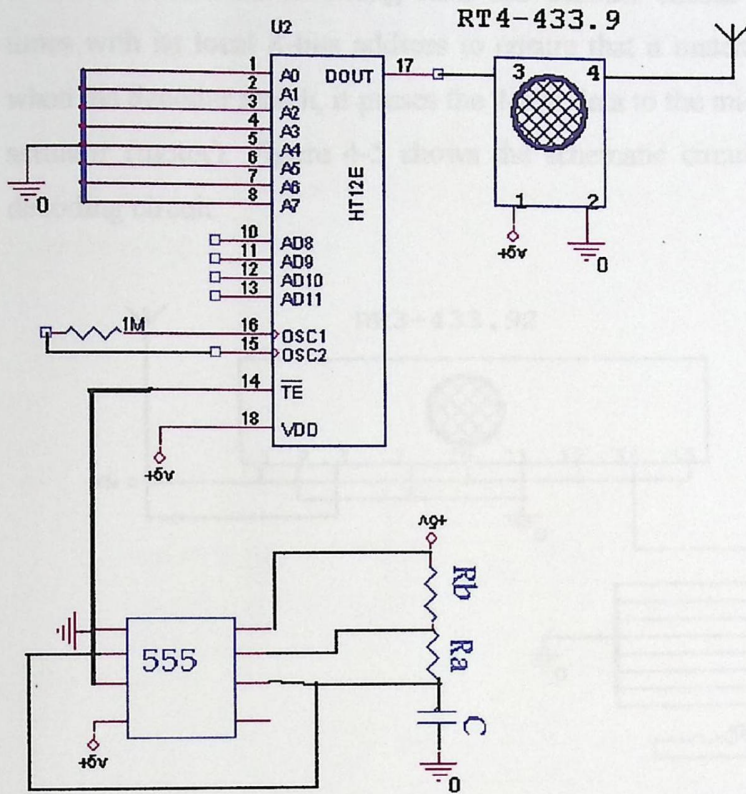 RT4-433.9
U2
1 A0 DOUT 17
2 A1
3 A2
4 A3
5 A4
6 A5
7 A6
8 A7
HT12E
3 4
1 2
+5v
0
0
10 AD8
11 AD9
12 AD10
13 AD11
1M 16 OSC1
15 OSC2
14 TE
18 VDD
+5v
+5v
Rb
Ra
555
C
+5v
0